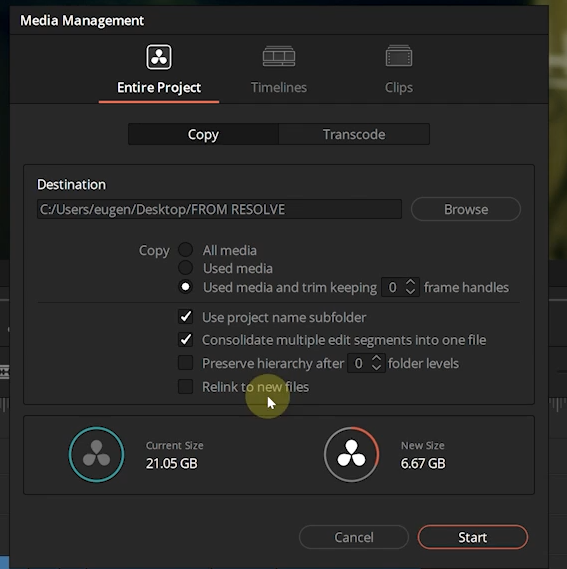 Media Management
Entire Project Timelines Clips
Copy Transcode
Destination
C:/Users/eugen/Desktop/FROM RESOLVE Browse
Copy All media
Used media
Used media and trim keeping 0 frame handles
Use project name subfolder
Consolidate multiple edit segments into one file
Preserve hierarchy after 0 folder levels
Relink to new files
Current Size New Size
21.05 GB 6.67 GB
Cancel Start